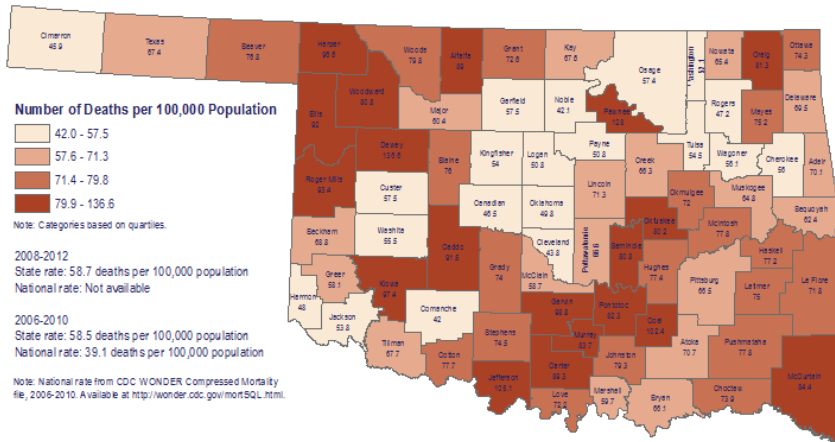 Cimarron
45.9
Texas
67.4
Beaver
76.8
Harper
Woods
79.8
Alfalfa
Grant
72.6
Kay
67.6
Osage
57.4
Washington
52.1
Nowata
65.4
Craig
81.3
Ottawa
74.3
Woodward
Ellis
92
Major
60.4
Garfield
57.5
Noble
42.1
Pawnee
Rogers
47.2
Mayes
75.2
Delaware
69.5
Number of Deaths per 100,000 Population
42.0 - 57.5
57.6 - 71.3
71.4 - 79.8
79.9 - 136.6
Note: Categories based on quartiles.
2008-2012
State rate: 58.7 deaths per 100,000 population
National rate: Not available
2006-2010
State rate: 58.5 deaths per 100,000 population
National rate: 39.1 deaths per 100,000 population
Note: National rate from CDC WONDER Compressed Mortality
file, 2006-2010. Available at http://wonder.cdc.gov/mortSQL.html.
Dewey
136.6
Blaine
76
Kingfisher
54
Logan
50.8
Payne
50.8
Creek
66.3
Tulsa
54.5
Wagoner
56.1
Cherokee
56
Adair
70.1
Roger Mills
93.4
Custer
57.5
Canadian
46.5
Oklahoma
49.8
Lincoln
71.3
Okmulgee
72
Muskogee
64.8
Sequoyah
62.4
Beckham
68.8
Washita
55.5
Caddo
91.5
Grady
74
Cleveland
43.8
McClain
58.7
Pottawatomie
66.6
Seminole
Okfuskee
80.2
McIntosh
77.8
Haskell
77.2
Hughes
77.4
Pittsburg
66.5
Latimer
75
Le Flore
71.8
Greer
58.1
Kiowa
97.4
Harmon
48
Jackson
53.8
Comanche
42
Tillman
67.7
Cotton
77.7
Stephens
74.5
Jefferson
105.1
Garvin
Murray
Pontotoc
82.3
Coal
102.4
Carter
89.3
Johnston
79.3
Atoka
70.7
Pushmataha
77.8
McCurtain
84.4
Love
72.2
Marshall
59.7
Bryan
66.1
Choctaw
73.9